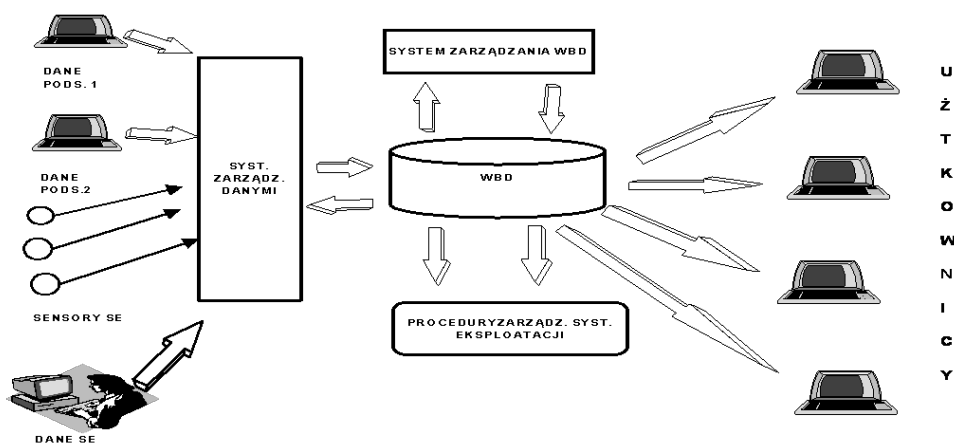 DANE
PODS. 1
DANE
PODS.2
SENSORY SE
DANE SE
SYST.
ZARZĄDZ.
DANYMI
SYSTEM ZARZĄDZANIA WBD
WBD
PROCEDURYZARZĄDZ. SYST.
EKSPLOATACJI
U
Ż
T
K
O
W
N
I
C
Y